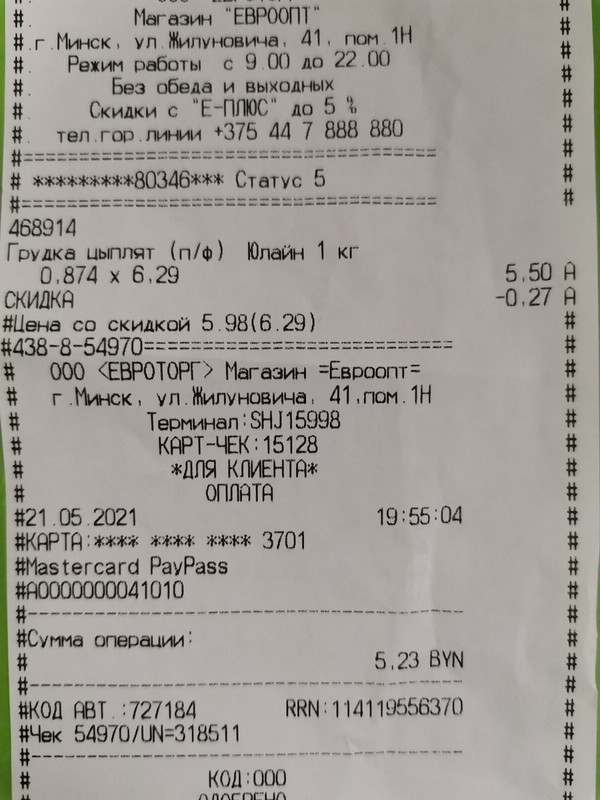 # Магазин "ЕВРООПТ" #
#.г.Минск, ул.Жилуновича, 41, пом.1Н #
#. Режим работы с 9.00 до 22.00 #
#. Без обеда и выходных #
#. Скидки с "Е-ПЛЮС" до 5 % #
#. тел.гор.линии +375 44 7 888 880 #
#================================== #
# *********80346*** Статус 5 #
#================================== #
468914
Грудка цыплят (п/ф) Юлайн 1 кг
0,874 x 6,29 5,50 А
СКИДКА -0,27 А
#Цена со скидкой 5.98(6.29) #
#438-8-54970========================= #
# ООО <ЕВРОТОРГ> Магазин =Евроопт= #
# г.Минск, ул.Жилуновича, 41,пом.1Н #
# Терминал:SHJ15998 #
# КАРТ-ЧЕК:15128 #
# *ДЛЯ КЛИЕНТА* #
# ОПЛАТА #
#21.05.2021 19:55:04 #
#КАРТА:**** **** **** 3701 #
#Mastercard PayPass #
#A0000000041010 #
#------------------------------------ #
#Сумма операции: #
# 5,23 BYN #
#------------------------------------ #
#КОД АВТ.:727184 RRN:114119556370 #
#Чек 54970/UN=318511 #
#------------------------------------ #
# КОД:000 #
# ОДОБРЕНО #